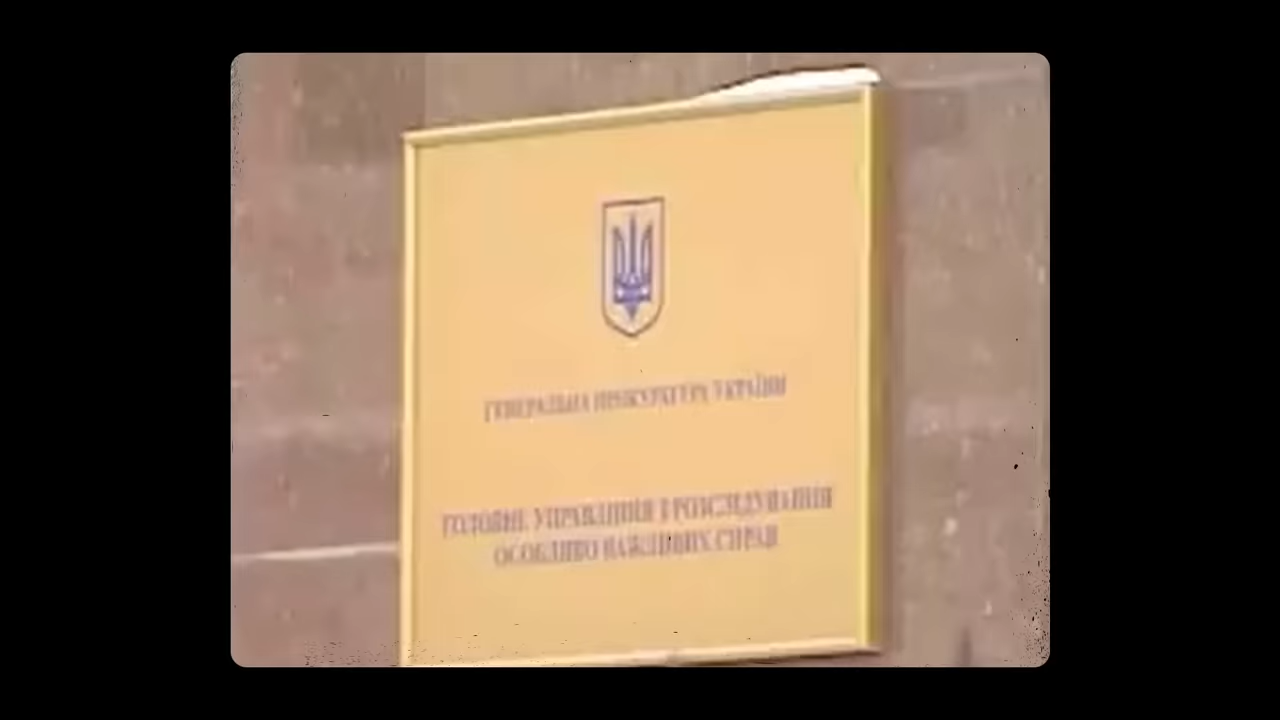 ГЕНЕРАЛЬНА ПРОКУРАТУРА УКРАЇНИ
ГОЛОВНЕ УПРАВЛІННЯ З РОЗСЛІДУВАННЯ
ОСОБЛИВО ВАЖЛИВИХ СПРАВ